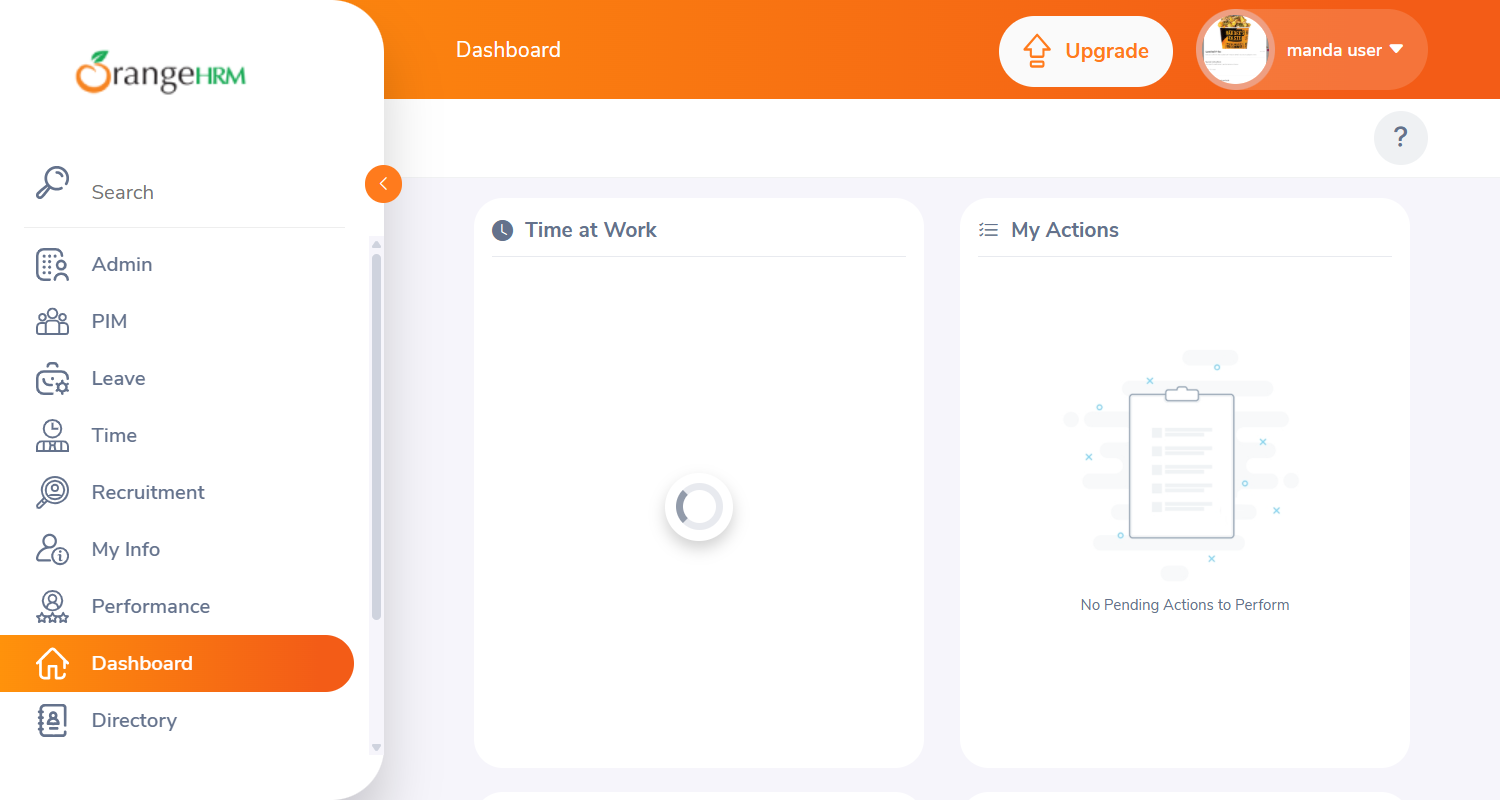 OrangeHRM
Dashboard
Upgrade
manda user
?
Search
Admin
PIM
Leave
Time
Recruitment
My Info
Performance
Dashboard
Directory
Time at Work
My Actions
No Pending Actions to Perform